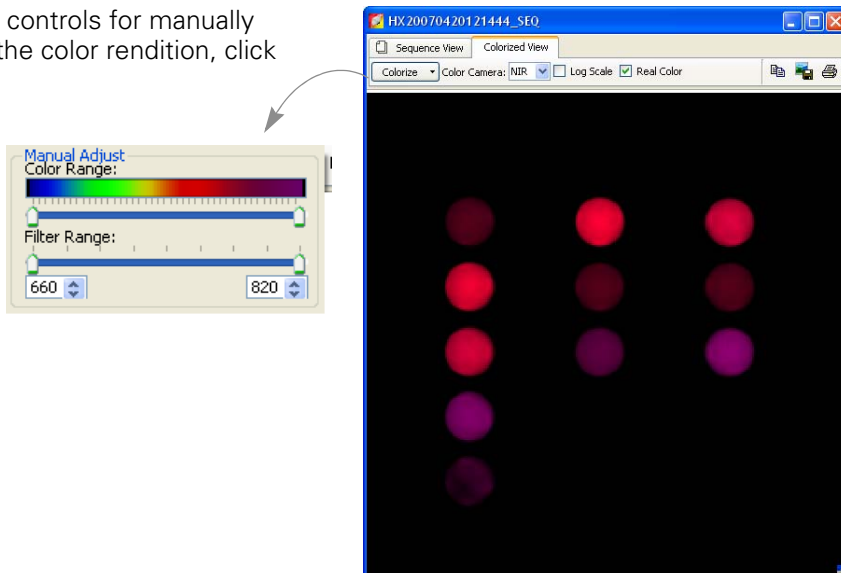 controls for manually
the color rendition, click
HX20070420121444_SEQ
Sequence View Colorized View
Colorize Color Camera: NIR Log Scale Real Color
Manual Adjust
Color Range:
Filter Range:
660 820